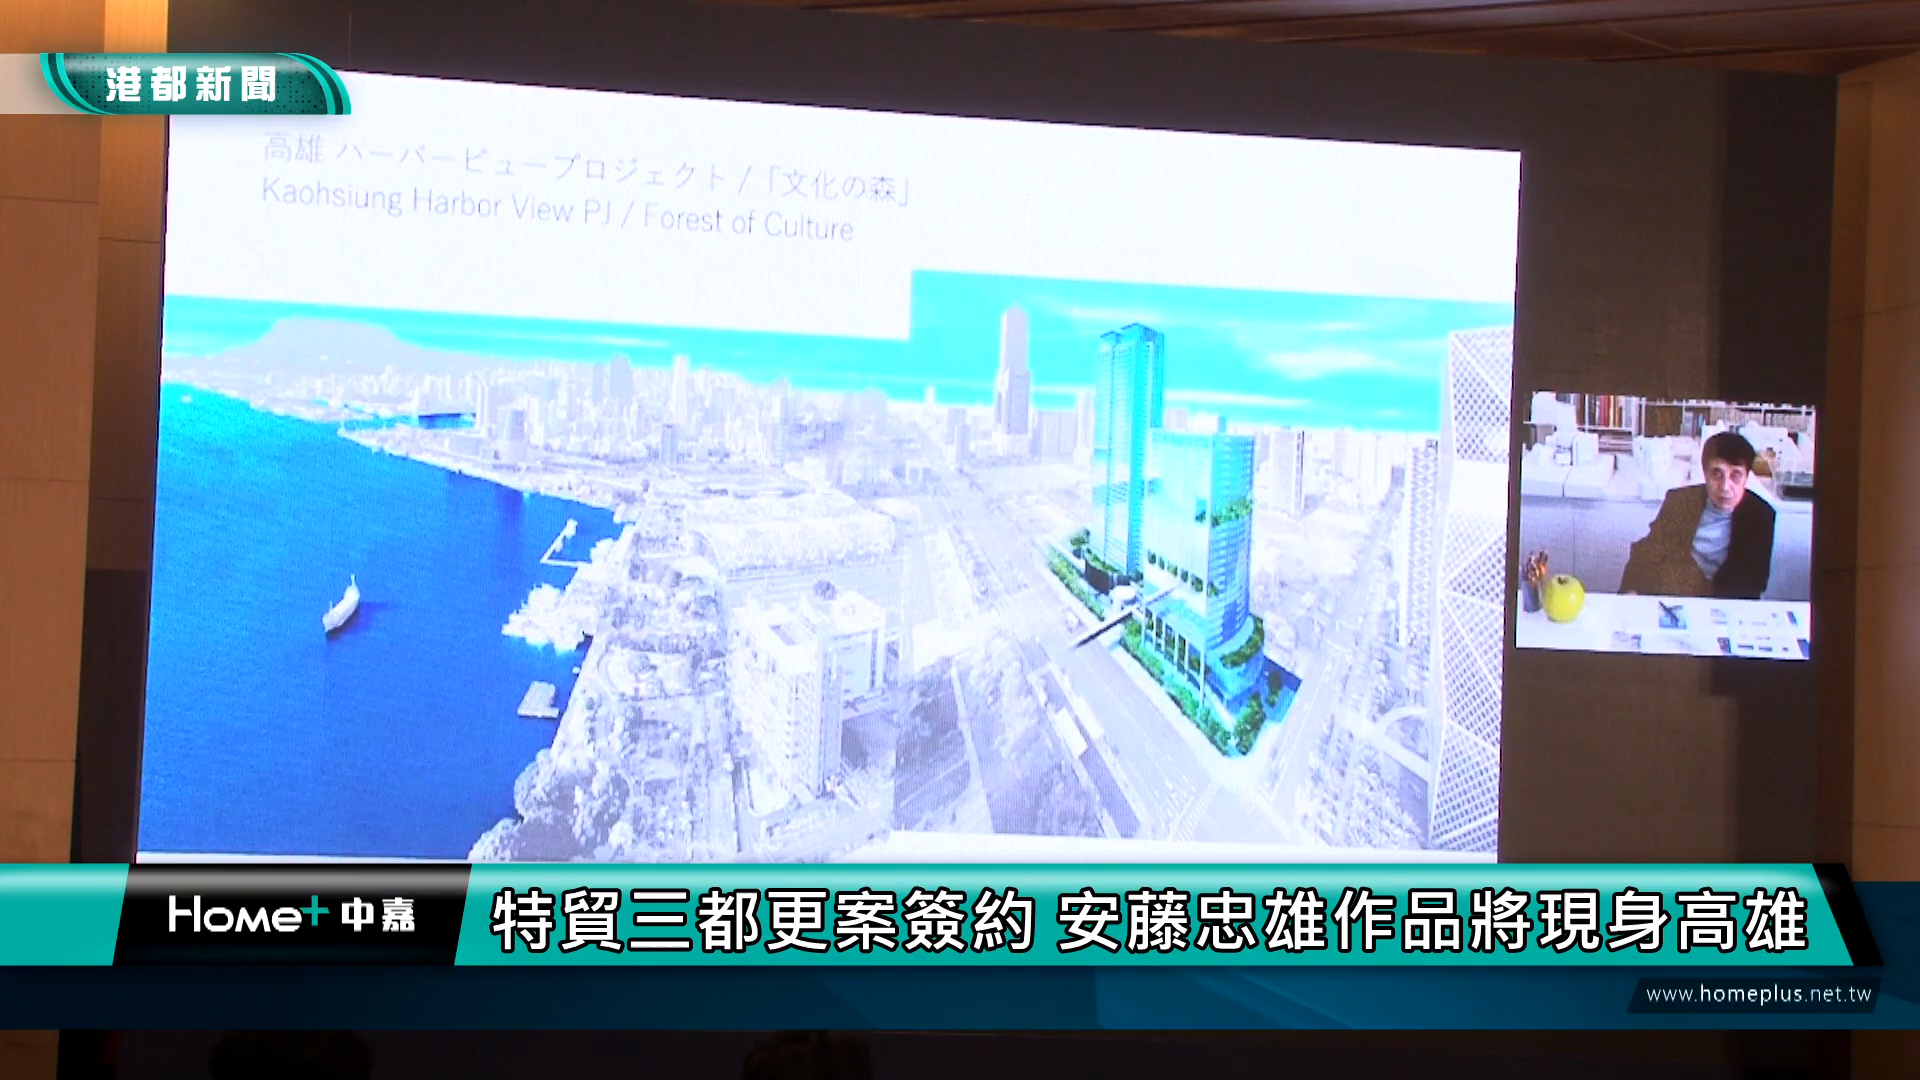 港都新聞
高雄 ハーバービュープロジェクト /「文化の森」
Kaohsiung Harbor View PJ / Forest of Culture
Home+ 中嘉
特貿三都更案簽約 安藤忠雄作品將現身高雄
www.homeplus.net.tw